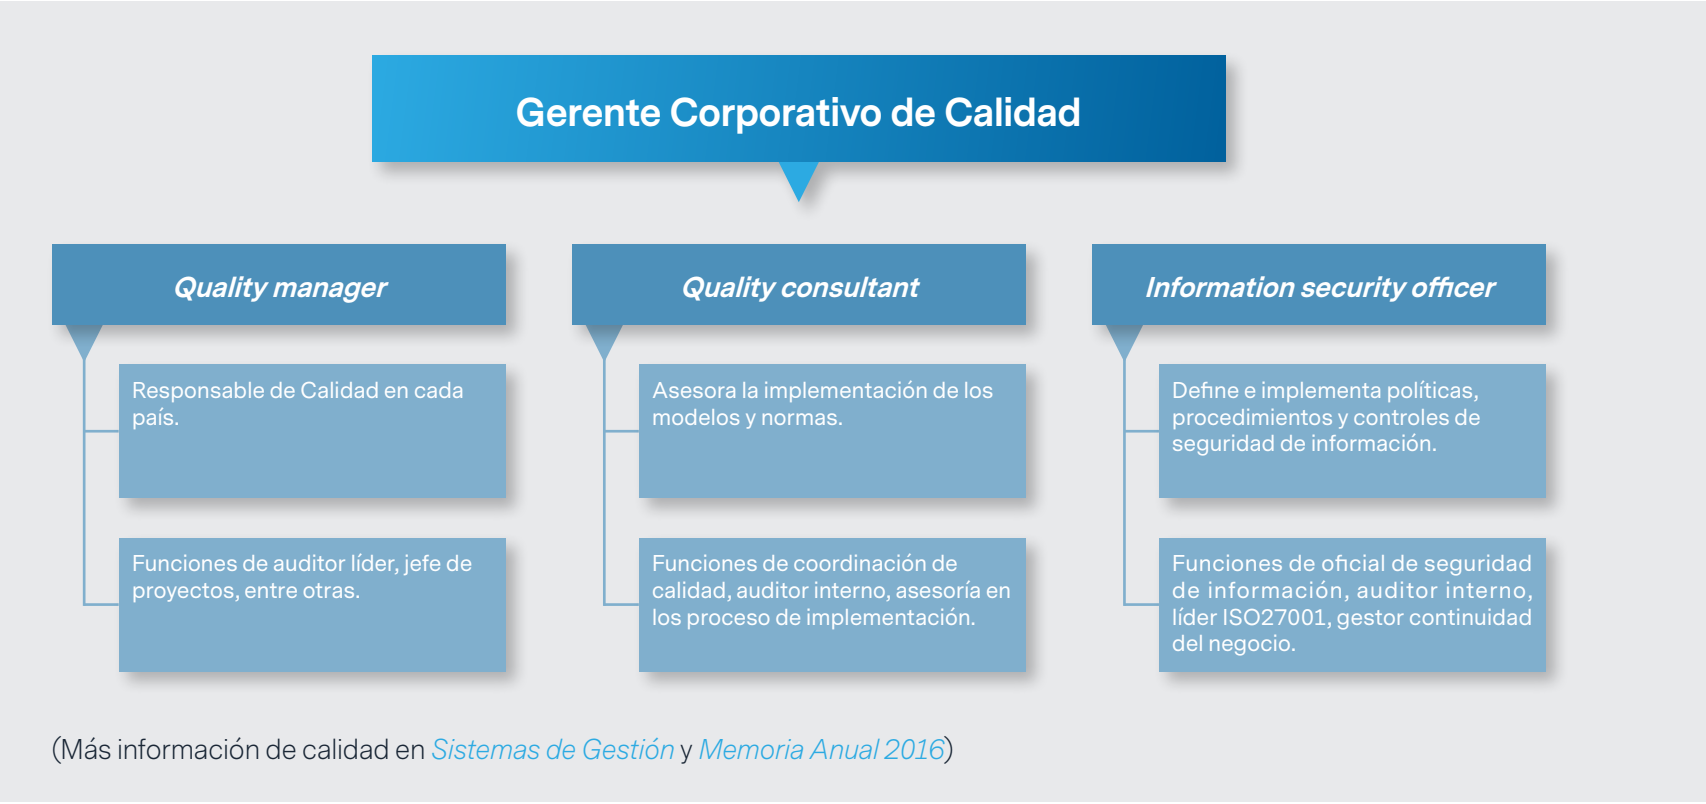 Gerente Corporativo de Calidad
Quality manager
Responsable de Calidad en cada
país.
Funciones de auditor líder, jefe de
proyectos, entre otras.
Quality consultant
Asesora la implementación de los
modelos y normas.
Funciones de coordinación de
calidad, auditor interno, asesoría en
los proceso de implementación.
Information security officer
Define e implementa políticas,
procedimientos y controles de
seguridad de información.
Funciones de oficial de seguridad
de información, auditor interno,
líder ISO27001, gestor continuidad
del negocio.
(Más información de calidad en Sistemas de Gestión y Memoria Anual 2016)